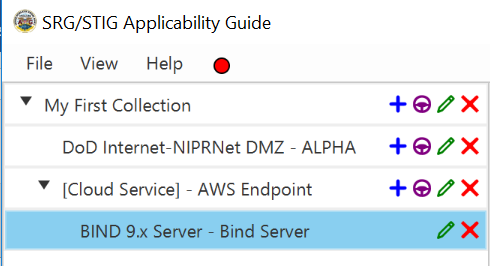 SRG/STIG Applicability Guide
File View Help
My First Collection
DoD Internet-NIPRNet DMZ - ALPHA
[Cloud Service] - AWS Endpoint
BIND 9.x Server - Bind Server